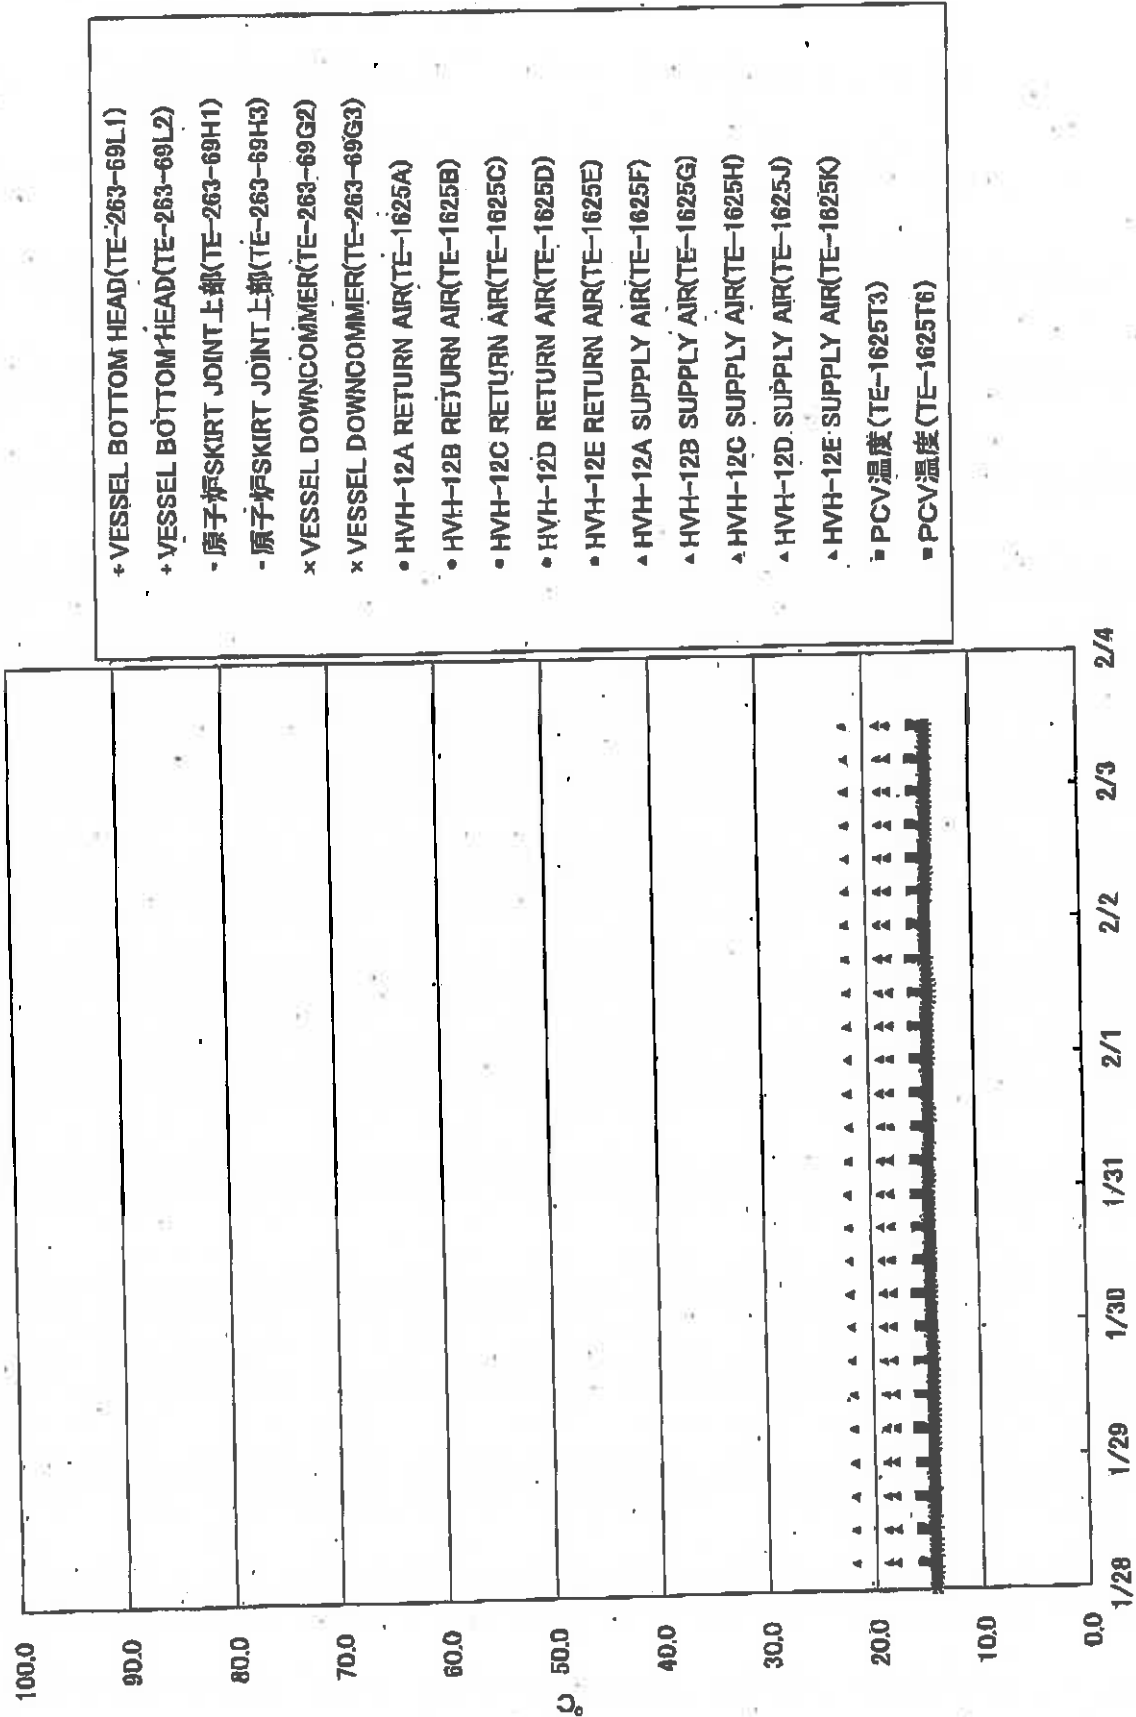 100.0
90.0
80.0
70.0
60.0
50.0
40.0
30.0
20.0
10.0
0.0
℃
1/28
1/29
1/30
1/31
2/1
2/2
2/3
2/4
+VESSEL BOTTOM HEAD(TE-263-69L1)
+VESSEL BOTTOM HEAD(TE-263-69L2)
-原子炉SKIRT JOINT上部(TE-263-69H1)
-原子炉SKIRT JOINT上部(TE-263-69H3)
×VESSEL DOWNCOMMER(TE-263-69G2)
×VESSEL DOWNCOMMER(TE-263-69G3)
●HVH-12A RETURN AIR(TE-1625A)
●HVH-12B RETURN AIR(TE-1625B)
●HVH-12C RETURN AIR(TE-1625C)
●HVH-12D RETURN AIR(TE-1625D)
●HVH-12E RETURN AIR(TE-1625E)
▲HVH-12A SUPPLY AIR(TE-1625F)
▲HVH-12B SUPPLY AIR(TE-1625G)
▲HVH-12C SUPPLY AIR(TE-1625H)
▲HVH-12D SUPPLY AIR(TE-1625J)
▲HVH-12E SUPPLY AIR(TE-1625K)
■PCV温度(TE-1625T3)
■PCV温度(TE-1625T6)